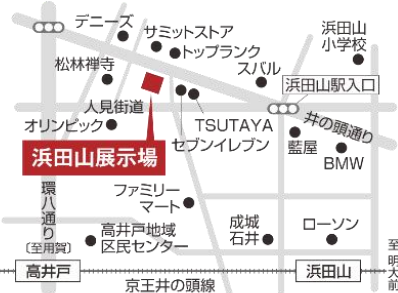 デニーズ
サミットストア
トップランク
浜田山
小学校
松林禅寺
スバル
浜田山駅入口
人見街道
オリンピック
TSUTAYA
セブンイレブン
井の頭通り
藍屋
BMW
浜田山展示場
環八通り
〔至用賀〕
ファミリー
マート
高井戸地域
区民センター
成城
石井
ローソン
至
明大前
高井戸
浜田山
京王井の頭線